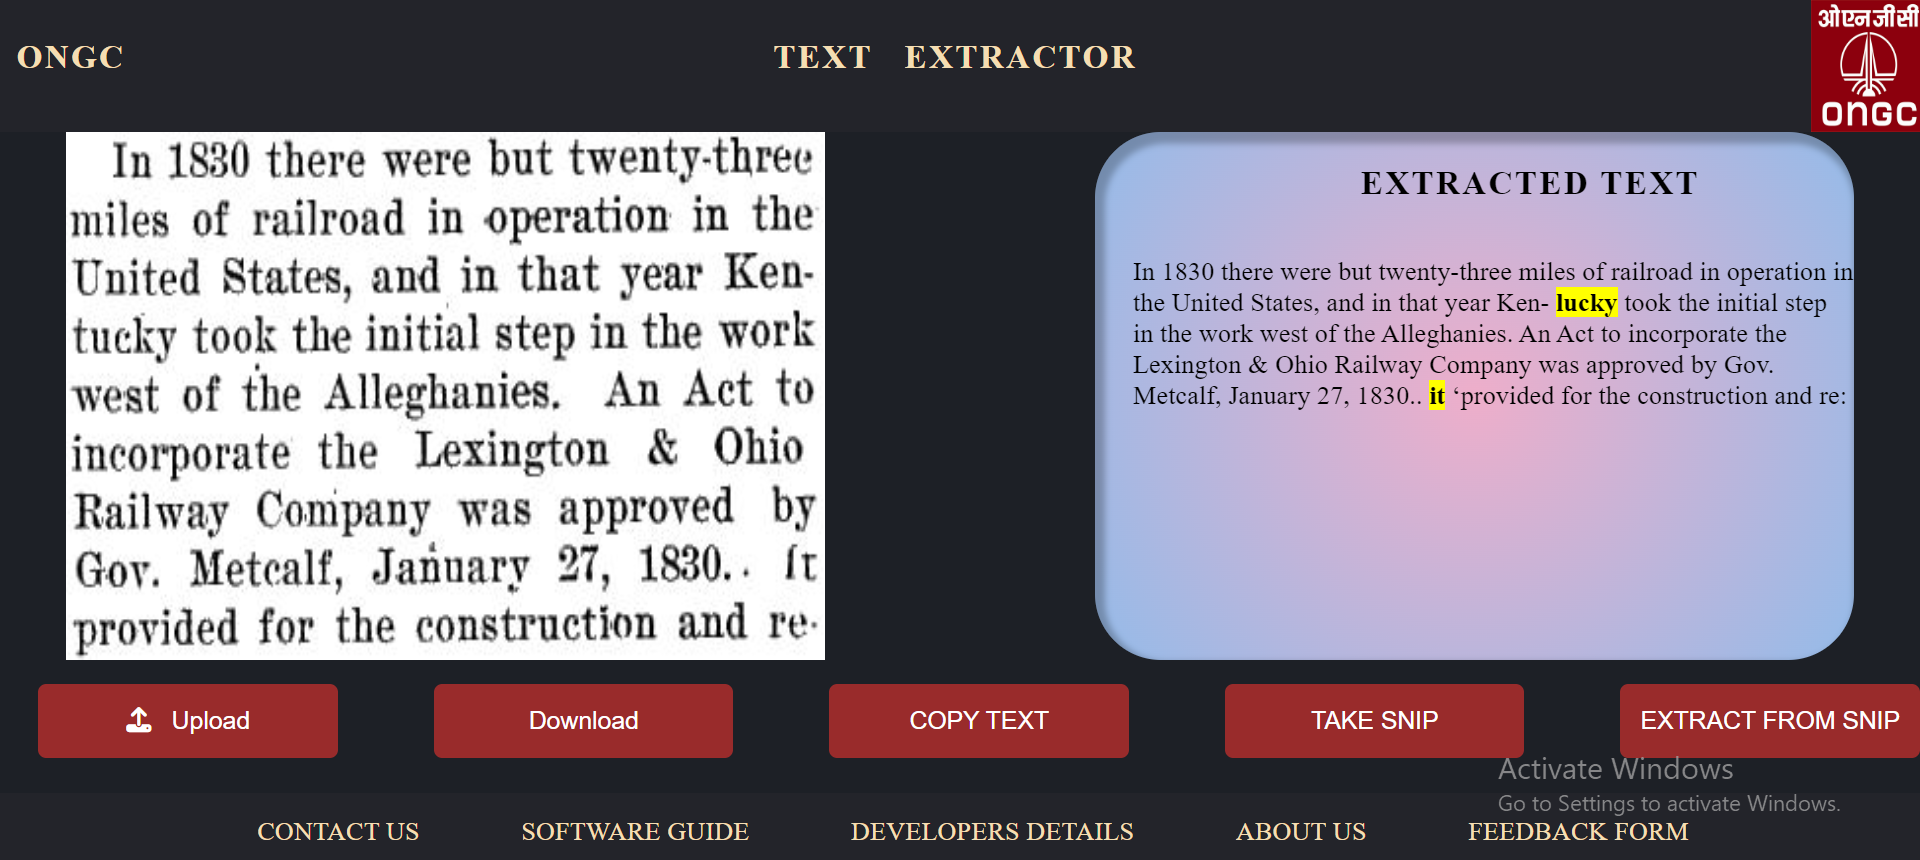 ONGC
TEXT EXTRACTOR
ओएनजीसी
ONGC
In 1830 there were but twenty-three
miles of railroad in operation in the
United States, and in that year Ken-
tucky took the initial step in the work
west of the Alleghanies. An Act to
incorporate the Lexington & Ohio
Railway Company was approved by
Gov. Metcalf, January 27, 1830.. It
provided for the construction and re-
EXTRACTED TEXT
In 1830 there were but twenty-three miles of railroad in operation in
the United States, and in that year Ken- lucky took the initial step
in the work west of the Alleghanies. An Act to incorporate the
Lexington & Ohio Railway Company was approved by Gov.
Metcalf, January 27, 1830.. it ‘provided for the construction and re:
Upload
Download
COPY TEXT
TAKE SNIP
EXTRACT FROM SNIP
Activate Windows
Go to Settings to activate Windows.
CONTACT US
SOFTWARE GUIDE
DEVELOPERS DETAILS
ABOUT US
FEEDBACK FORM